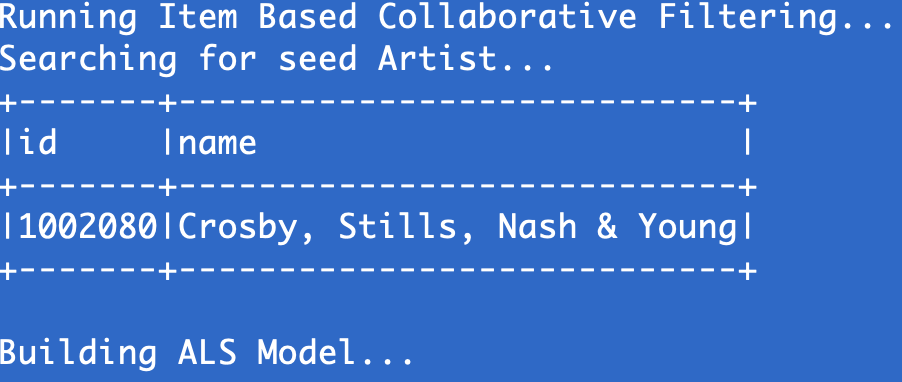 Running Item Based Collaborative Filtering...
Searching for seed Artist...
+-------+----------------------------+
|id     |name                        |
+-------+----------------------------+
|1002080|Crosby, Stills, Nash & Young|
+-------+----------------------------+
Building ALS Model...